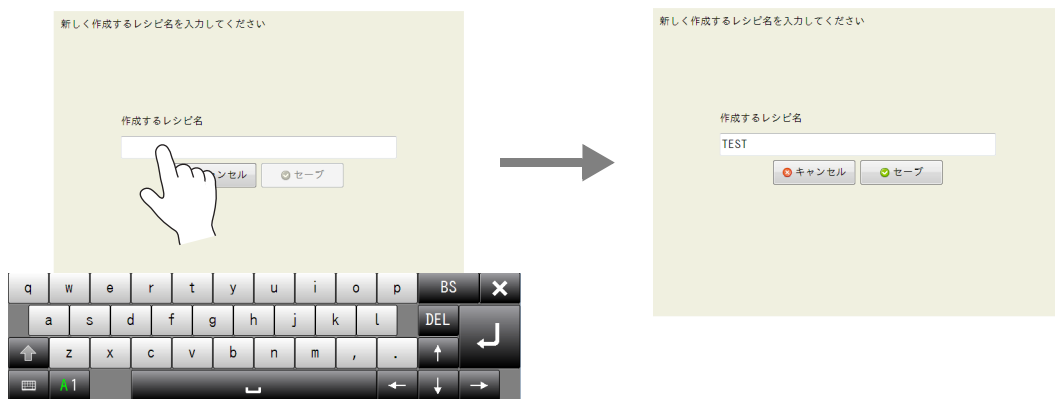 新しく作成するレシピ名を入力してください
作成するレシピ名
ンセル
セーブ
q w e r t y u i o p BS
a s d f g h j k l DEL
z x c v b n m , .
A1
新しく作成するレシピ名を入力してください
作成するレシピ名
TEST
キャンセル
セーブ